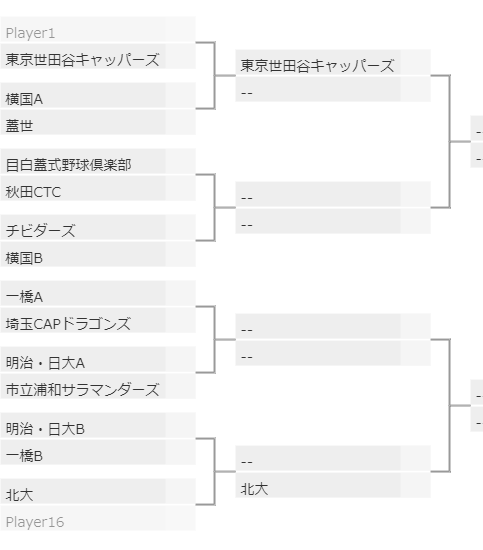 Player1
東京世田谷キャッパーズ
横国A
蓋世
目白蓋式野球倶楽部
秋田CTC
チビダーズ
横国B
一橋A
埼玉CAPドラゴンズ
明治・日大A
市立浦和サラマンダーズ
明治・日大B
一橋B
北大
Player16
東京世田谷キャッパーズ
--
--
--
--
--
--
北大